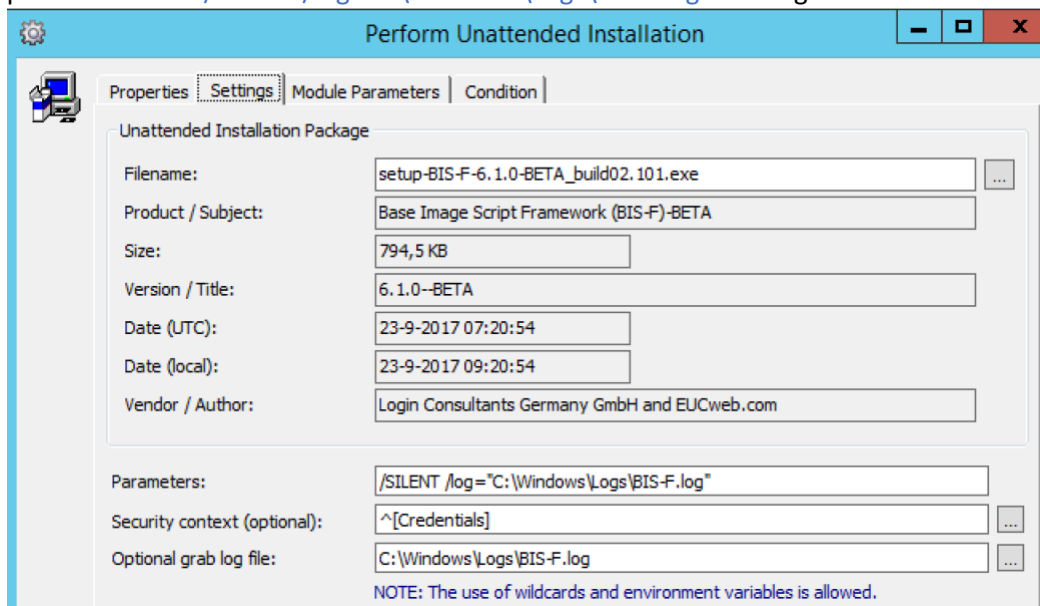 Perform Unattended Installation
Properties Settings Module Parameters Condition
Unattended Installation Package
Filename: setup-BIS-F-6.1.0-BETA_build02.101.exe ...
Product / Subject: Base Image Script Framework (BIS-F)-BETA
Size: 794,5 KB
Version / Title: 6.1.0--BETA
Date (UTC): 23-9-2017 07:20:54
Date (local): 23-9-2017 09:20:54
Vendor / Author: Login Consultants Germany GmbH and EUCweb.com
Parameters: /SILENT /log="C:\Windows\Logs\BIS-F.log"
Security context (optional): ^[Credentials] ...
Optional grab log file: C:\Windows\Logs\BIS-F.log ...
NOTE: The use of wildcards and environment variables is allowed.